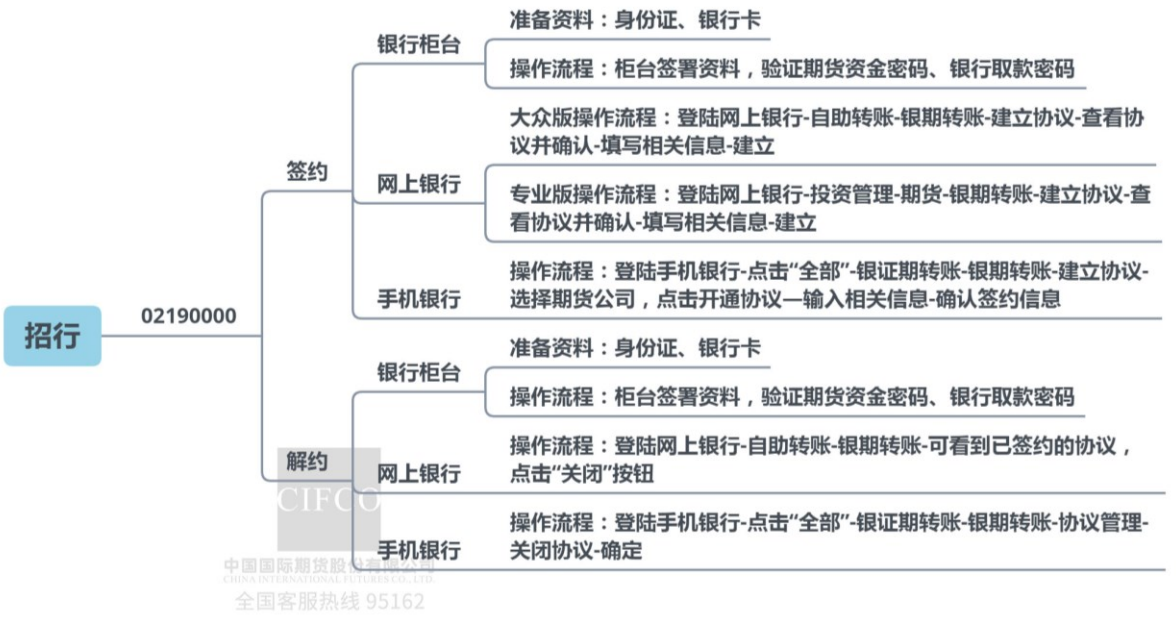 准备资料：身份证、银行卡
银行柜台
操作流程：柜台签署资料，验证期货资金密码、银行取款密码
大众版操作流程：登陆网上银行-自助转账-银期转账-建立协议-查看协
议并确认-填写相关信息-建立
签约
网上银行
专业版操作流程：登陆网上银行-投资管理-期货-银期转账-建立协议-查
看协议并确认-填写相关信息-建立
操作流程：登陆手机银行-点击“全部”-银证期转账-银期转账-建立协议-
选择期货公司，点击开通协议—输入相关信息-确认签约信息
手机银行
招行
02190000
准备资料：身份证、银行卡
银行柜台
操作流程：柜台签署资料，验证期货资金密码、银行取款密码
解约
操作流程：登陆网上银行-自助转账-银期转账-可看到已签约的协议，
点击“关闭”按钮
网上银行
CIFCO
操作流程：登陆手机银行-点击“全部”-银证期转账-银期转账-协议管理-
关闭协议-确定
手机银行
中国国际期货股份有限公司
CHINA INTERNATIONAL FUTURES CO., LTD.
全国客服热线 95162